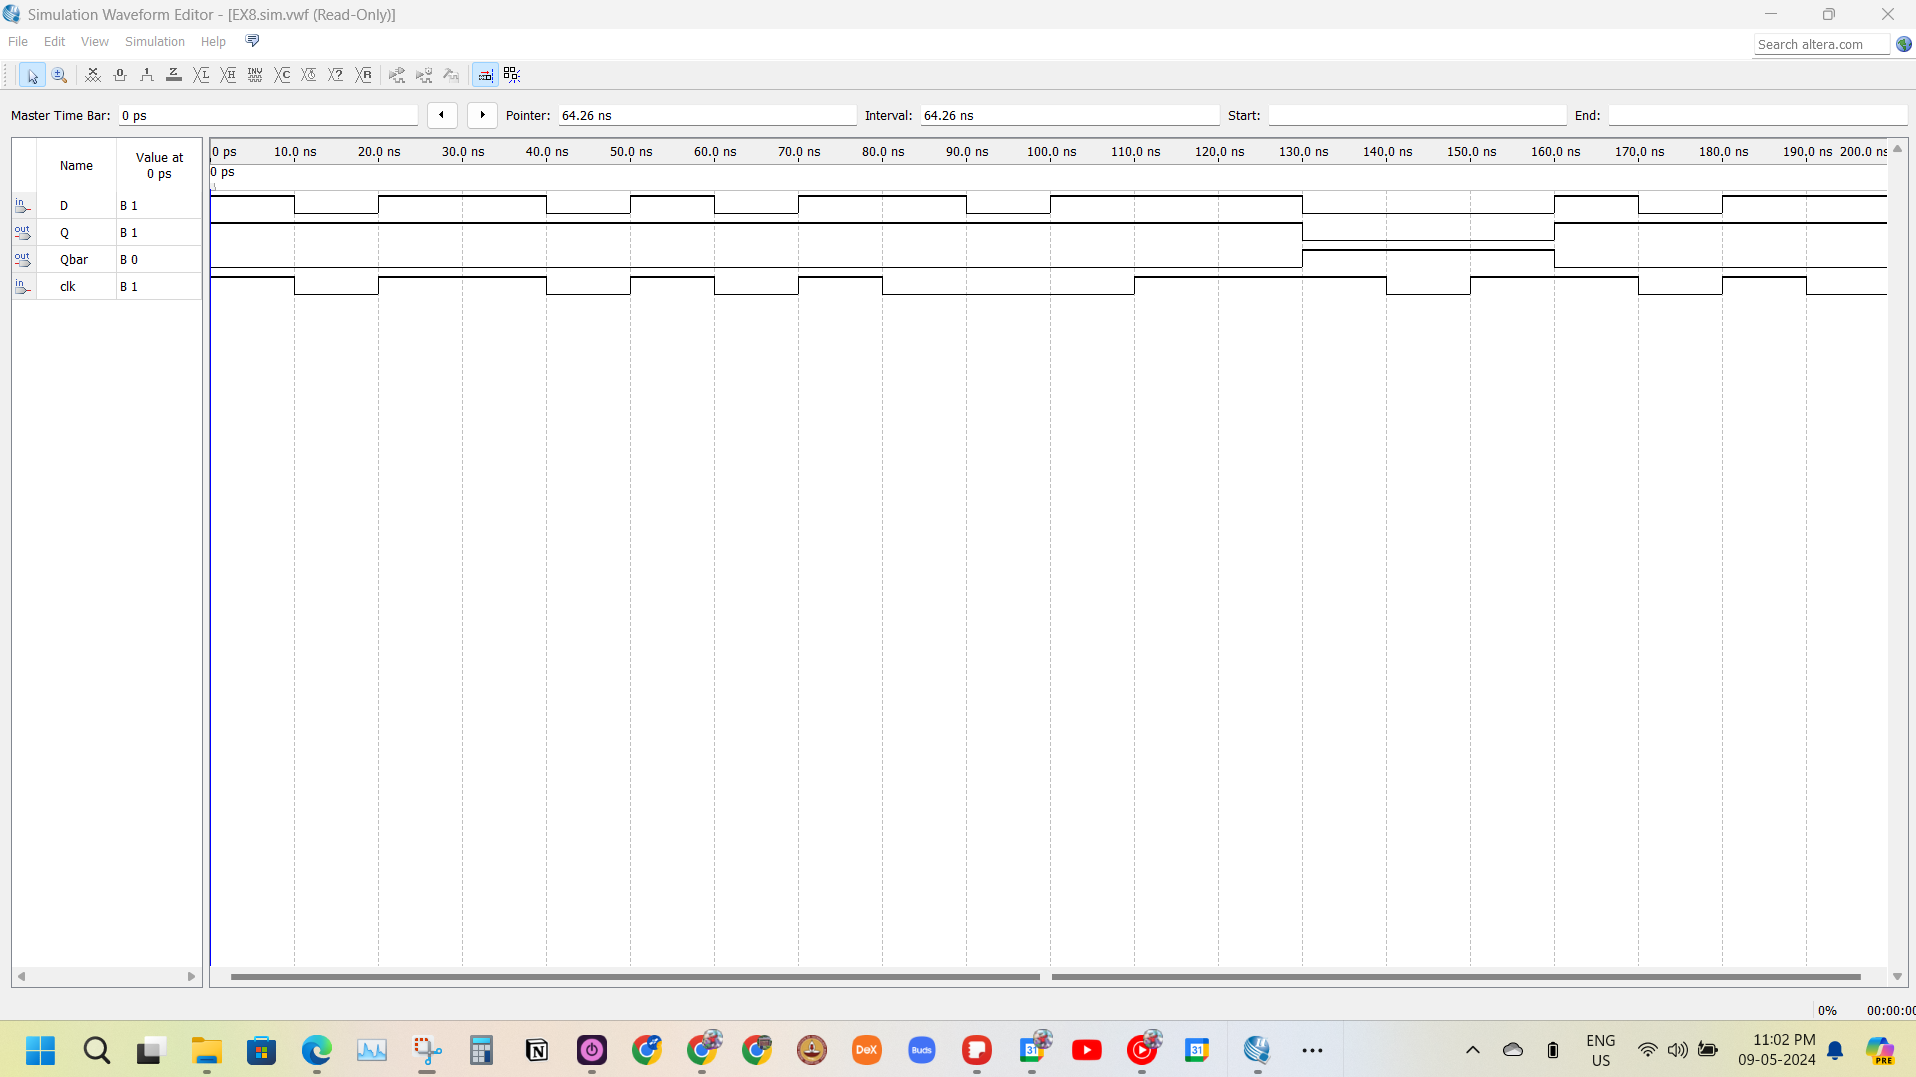 Simulation Waveform Editor - [EX8.sim.vwf (Read-Only)]
File Edit View Simulation Help
Search altera.com
Master Time Bar: 0 ps Pointer: 64.26 ns Interval: 64.26 ns Start: End:
Name Value at 0 ps
0 ps 10.0 ns 20.0 ns 30.0 ns 40.0 ns 50.0 ns 60.0 ns 70.0 ns 80.0 ns 90.0 ns 100.0 ns 110.0 ns 120.0 ns 130.0 ns 140.0 ns 150.0 ns 160.0 ns 170.0 ns 180.0 ns 190.0 ns 200.0 ns
0 ps
in D B 1
out Q B 1
out Qbar B 0
in clk B 1
0% 00:00:00
DeX Buds 31 31
ENG
US
11:02 PM
09-05-2024
PRE